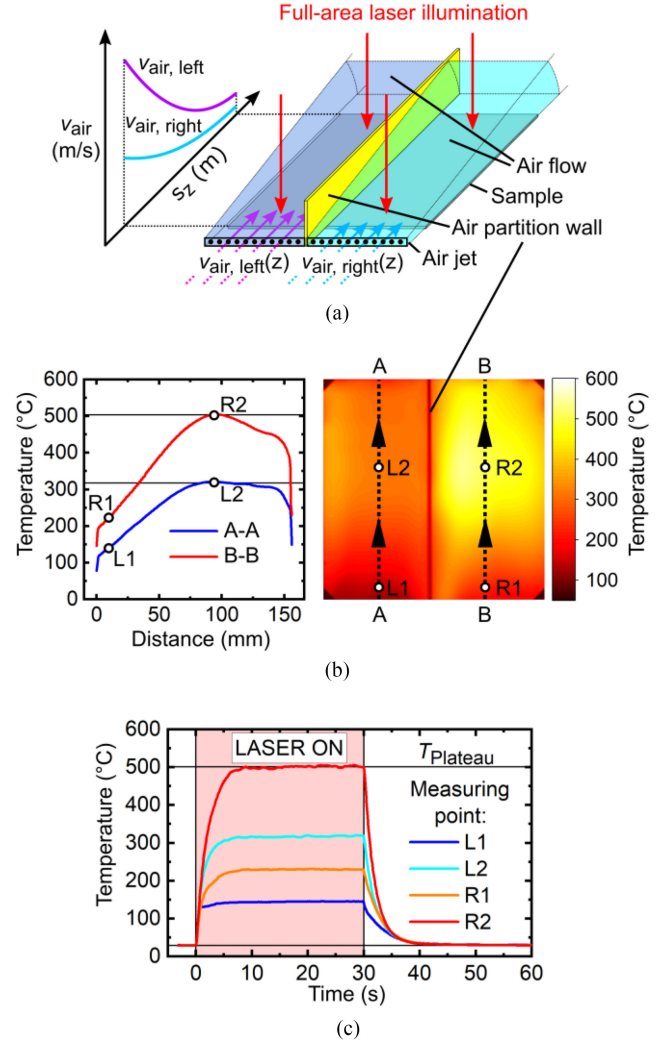 Full-area laser illumination
v_air, left
v_air, right
v_air
(m/s)
s_z (m)
Air flow
Sample
Air partition wall
Air jet
v_air, left(z)
v_air, right(z)
(a)
600
500
400
300
200
100
0
Temperature (°C)
R2
L2
R1
L1
A-A
B-B
0
50
100
150
Distance (mm)
A
B
L2
R2
L1
R1
A
B
600
500
400
300
200
100
Temperature (°C)
(b)
600
500
400
300
200
100
0
Temperature (°C)
LASER ON
T_Plateau
Measuring
point:
L1
L2
R1
R2
0
10
20
30
40
50
60
Time (s)
(c)